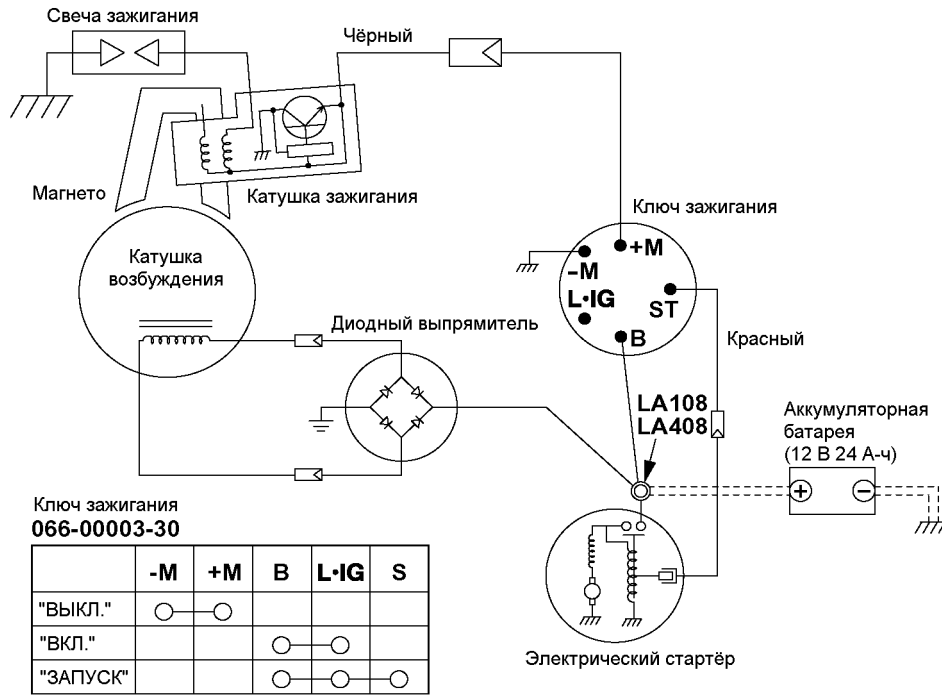 Свеча зажигания
Чёрный
Магнето
Катушка зажигания
Ключ зажигания
+M
-M
L·IG
ST
B
Катушка
возбуждения
Диодный выпрямитель
Красный
LA108
LA408
Аккумуляторная
батарея
(12 В 24 А-ч)
+
−
Ключ зажигания
066-00003-30
-M +M B L·IG S
"ВЫКЛ."
"ВКЛ."
"ЗАПУСК"
Электрический стартёр